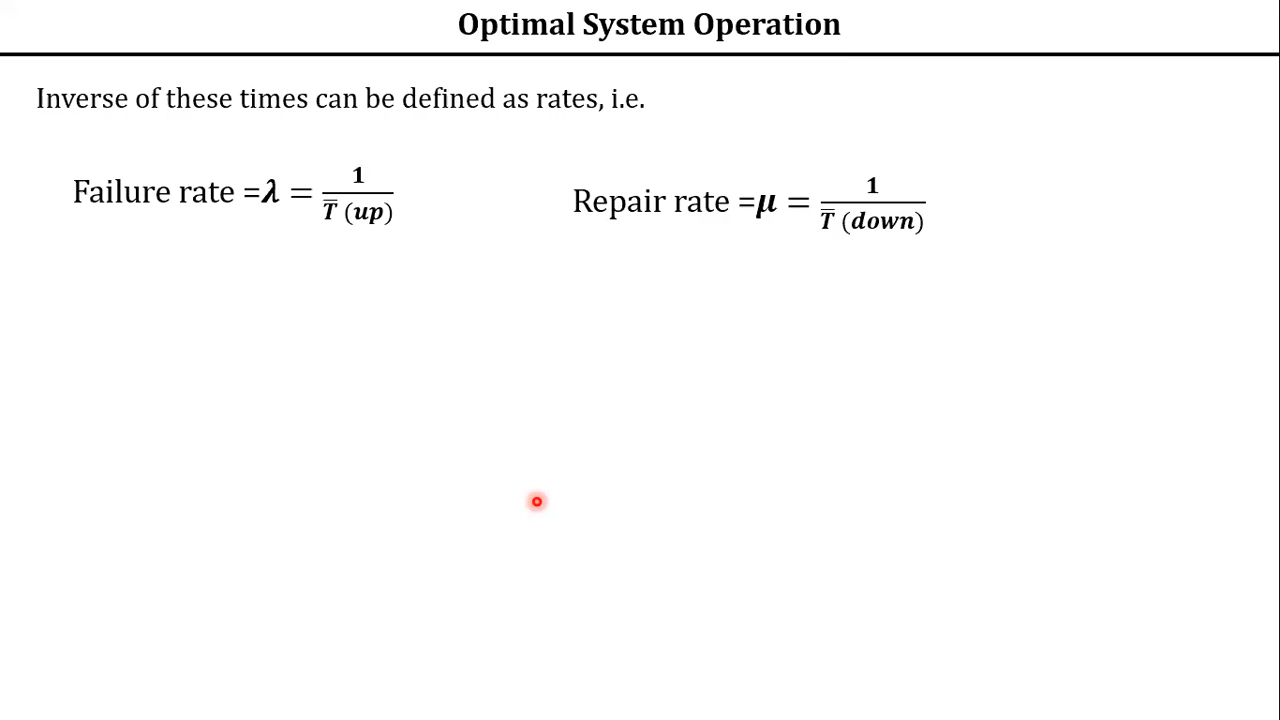 Optimal System Operation
Inverse of these times can be defined as rates, i.e.
Failure rate =λ = 1 / T̅ (up)
Repair rate =μ = 1 / T̿ (down)